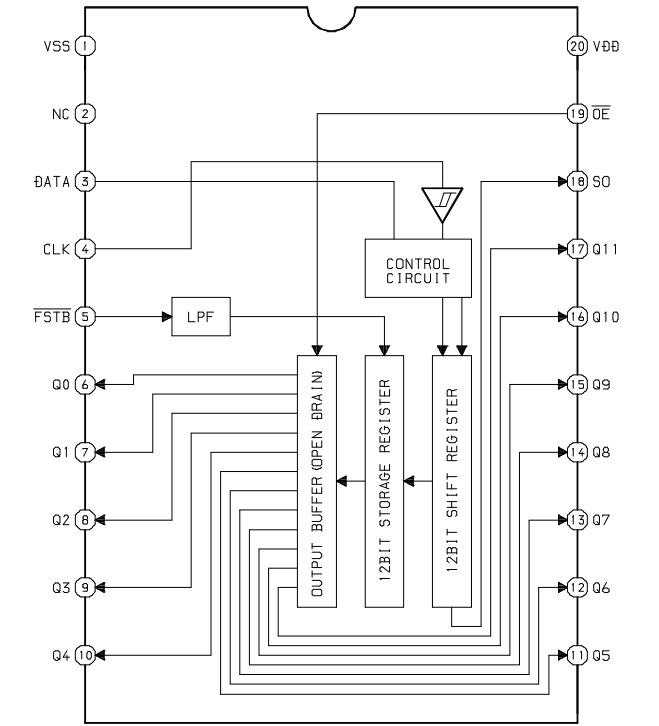 VSS 1
20 VDD
NC 2
19 OE
DATA 3
18 SO
CLK 4
17 Q11
CONTROL
CIRCUIT
FSTB 5
LPF
16 Q10
Q0 6
15 Q9
Q1 7
14 Q8
OUTPUT BUFFER (OPEN DRAIN)
12BIT STORAGE REGISTER
12BIT SHIFT REGISTER
Q2 8
13 Q7
Q3 9
12 Q6
Q4 10
11 Q5